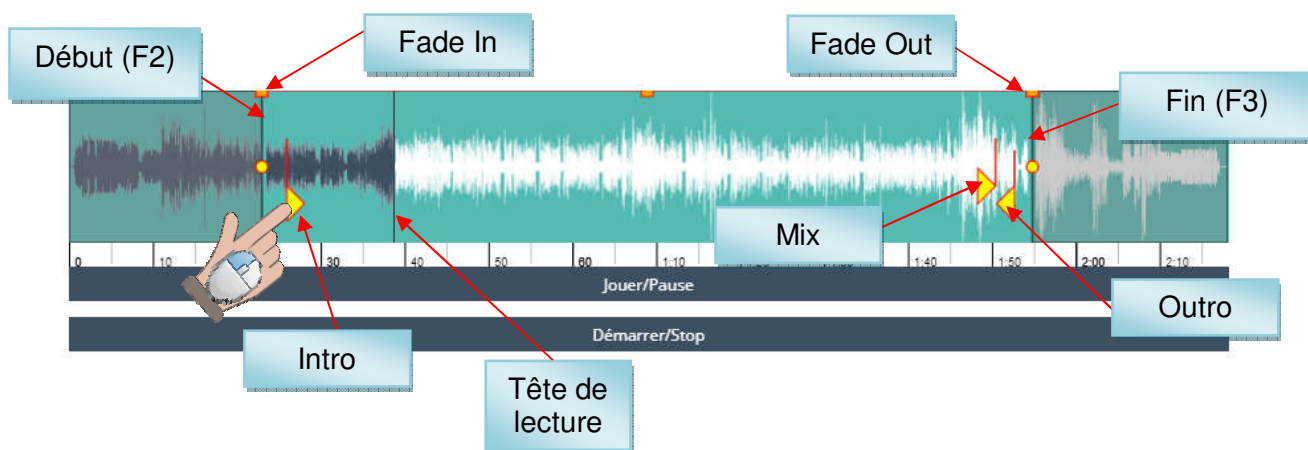 Début (F2)
Fade In
Fade Out
Fin (F3)
Mix
0 10 30 40 50 60 1:10 1:40 1:50 2:00 2:10
Jouer/Pause
Outro
Démarrer/Stop
Intro
Tête de
lecture